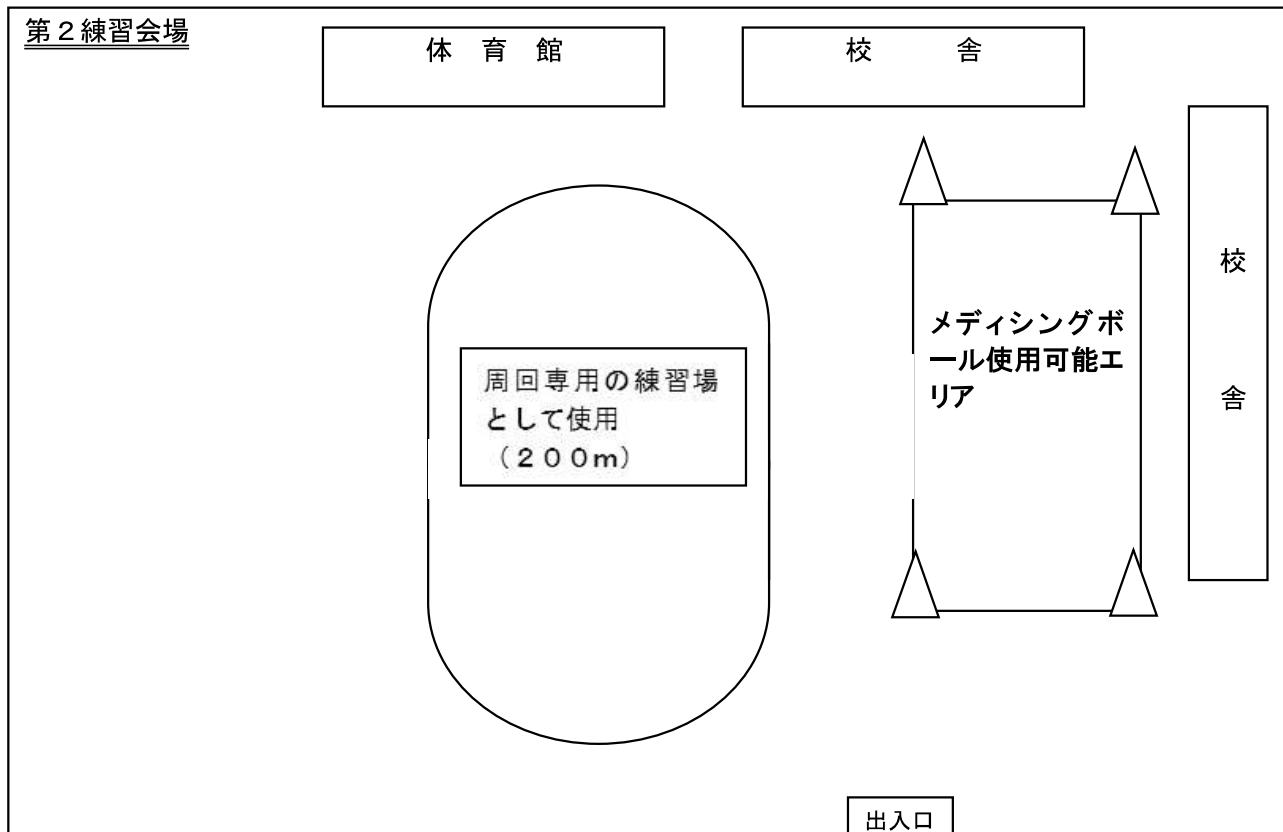 第２練習会場
体 育 館
校 舎
校
舎
メディシングボ
ール使用可能エ
リア
周回専用の練習場
として使用
（２００ｍ）
出入口